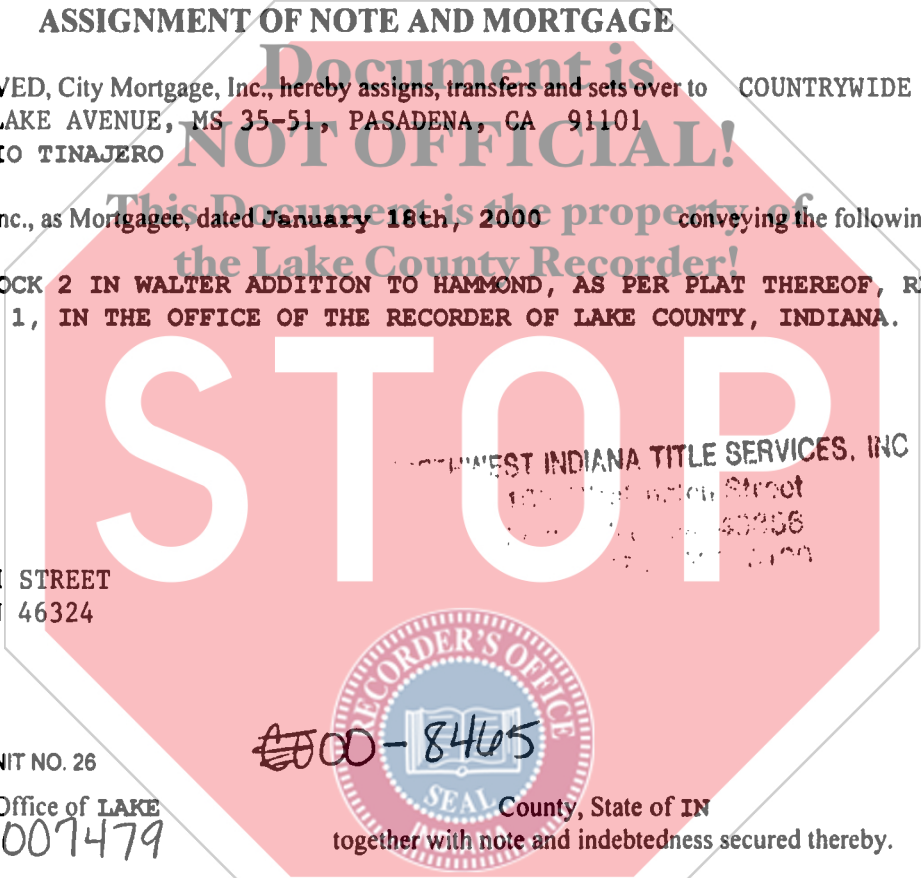 ASSIGNMENT OF NOTE AND MORTGAGE
Document is
VED, City Mortgage, Inc., hereby assigns, transfers and sets over to COUNTRYWIDE
LAKE AVENUE, MS 35-51, PASADENA, CA 91101
IO TINAJERO
NOT OFFICIAL!
This Document is the property of
nc., as Mortgagee, dated January 18th, 2000 conveying the followin
the Lake County Recorder!
OCK 2 IN WALTER ADDITION TO HAMMOND, AS PER PLAT THEREOF, R
1, IN THE OFFICE OF THE RECORDER OF LAKE COUNTY, INDIANA.
STOP
WEST INDIANA TITLE SERVICES, INC
Street
STREET
46324
RECORDER'S OFFICE
00-8465
NIT NO. 26
SEAL
Office of LAKE County, State of IN
007479
INDIANA
together with note and indebtedness secured thereby.